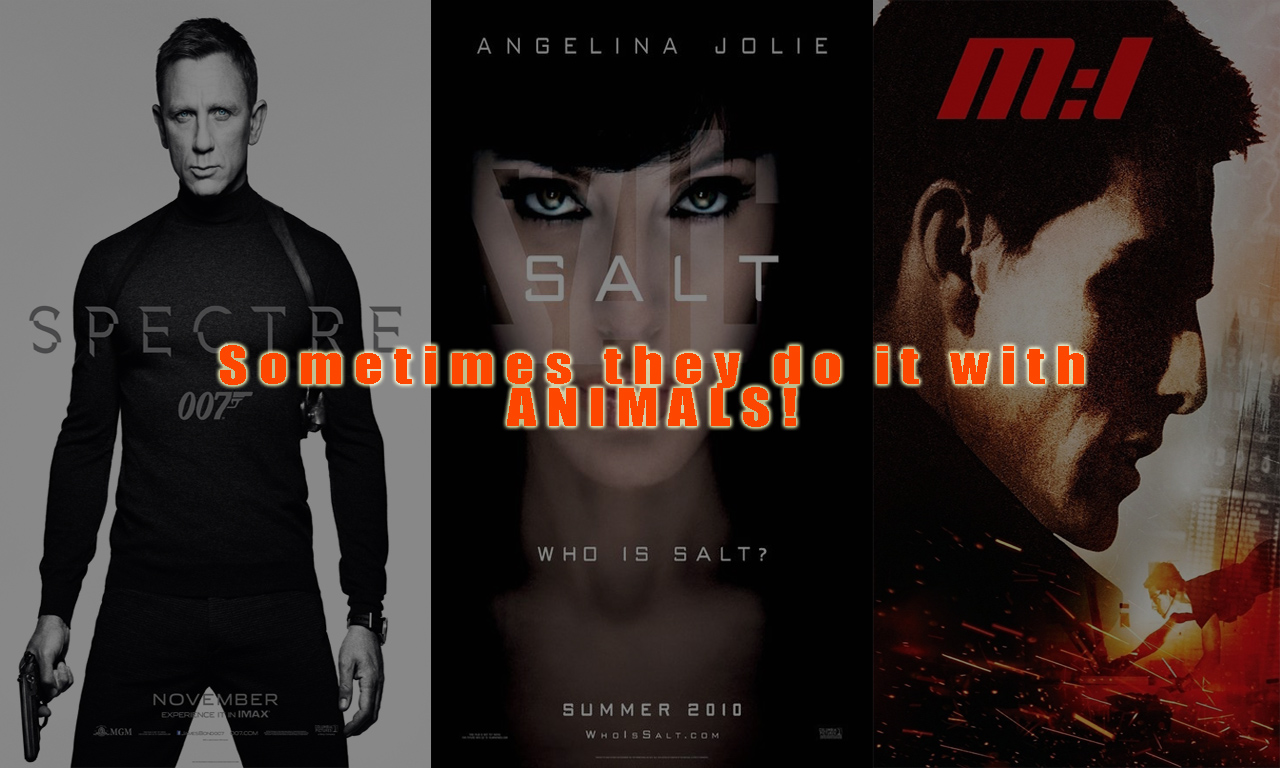 SPECTRE
007
NOVEMBER
EXPERIENCE IT IN IMAX
MGM
ANGELINA JOLIE
SALT
WHO IS SALT?
SUMMER 2010
WHOISSALT.COM
M:I
Sometimes they do it with
ANIMALS!